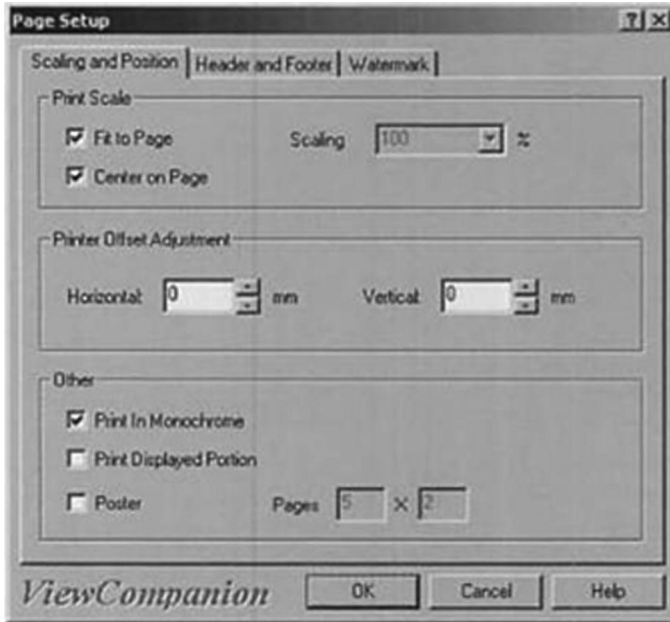 Page Setup
Scaling and Position Header and Footer Watermark
Print Scale
Fit to Page Scaling 100 %
Center on Page
Printer Offset Adjustment
Horizontal: 0 mm Vertical: 0 mm
Other
Print In Monochrome
Print Displayed Portion
Poster Pages 5 X 2
ViewCompanion OK Cancel Help